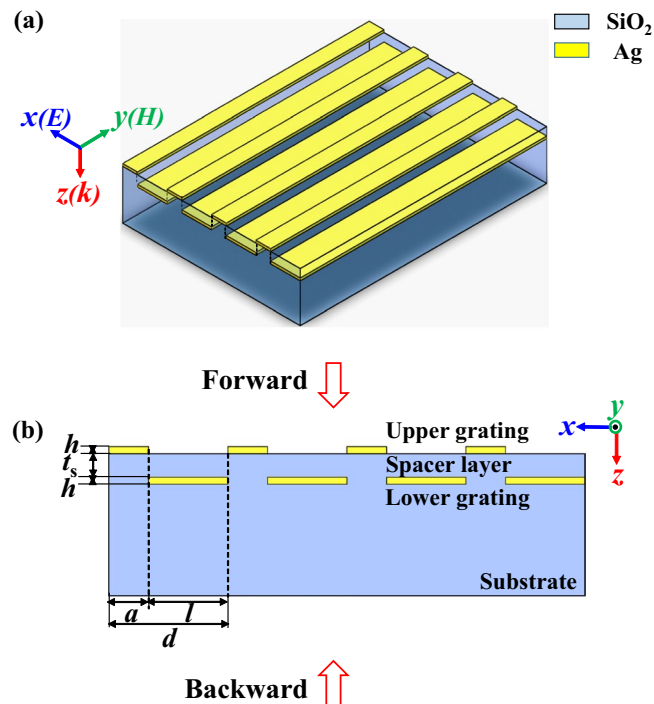 (a)
SiO2
Ag
x(E)
y(H)
z(k)
Forward
(b)
y
x
z
h
Upper grating
ts
Spacer layer
h
Lower grating
Substrate
a
l
d
Backward